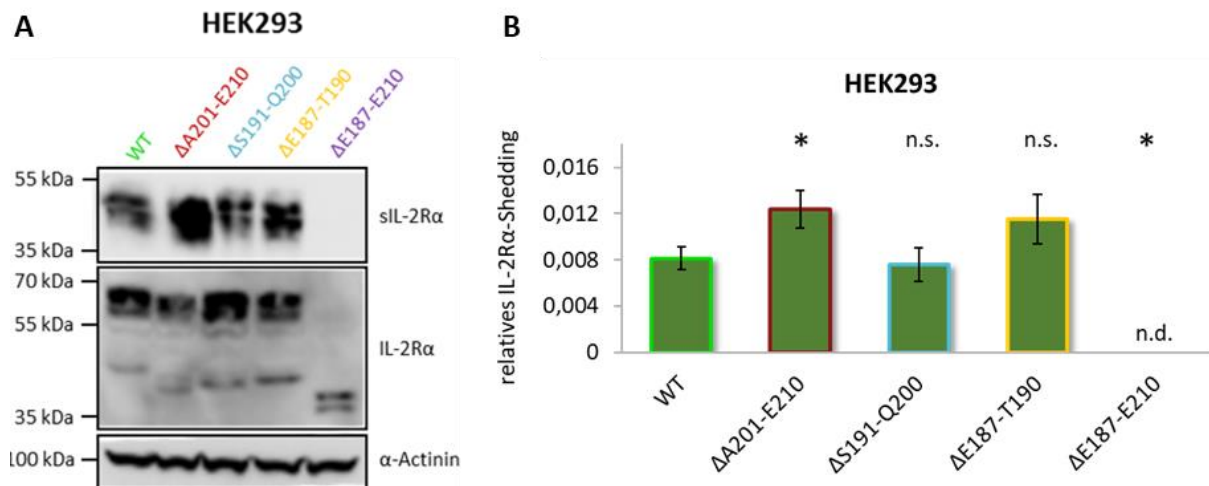 A
HEK293
WT
ΔA201-E210
ΔS191-Q200
ΔE187-T190
ΔE187-E210
55 kDa
35 kDa
sIL-2Rα
70 kDa
55 kDa
35 kDa
IL-2Rα
100 kDa
α-Actinin
B
HEK293
relatives IL-2Rα-Shedding
0,016
0,012
0,008
0,004
0
*
n.s.
n.s.
*
n.d.
WT
ΔA201-E210
ΔS191-Q200
ΔE187-T190
ΔE187-E210